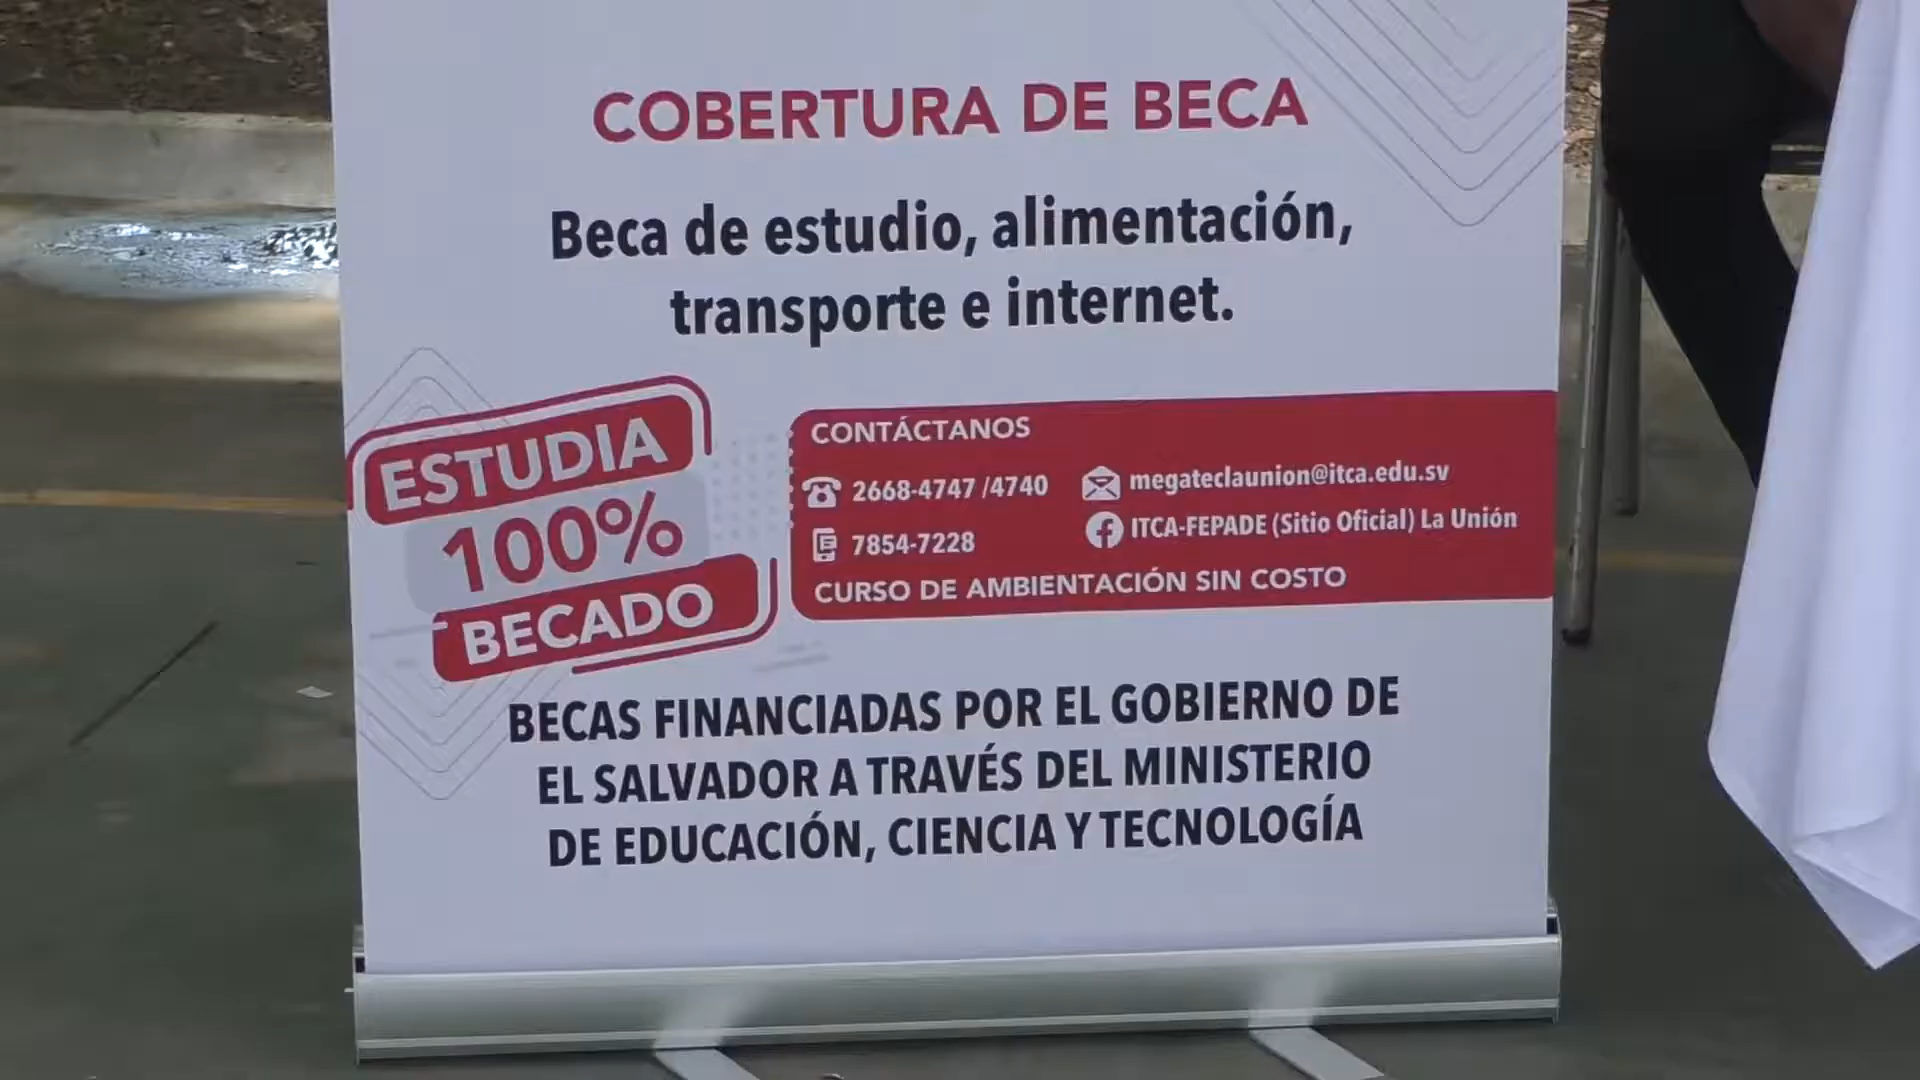 COBERTURA DE BECA
Beca de estudio, alimentación,
transporte e internet.
ESTUDIA
100%
BECADO
CONTÁCTANOS
2668-4747 /4740
megateclaunion@itca.edu.sv
7854-7228
ITCA-FEPADE (Sitio Oficial) La Unión
CURSO DE AMBIENTACIÓN SIN COSTO
BECAS FINANCIADAS POR EL GOBIERNO DE
EL SALVADOR A TRAVÉS DEL MINISTERIO
DE EDUCACIÓN, CIENCIA Y TECNOLOGÍA